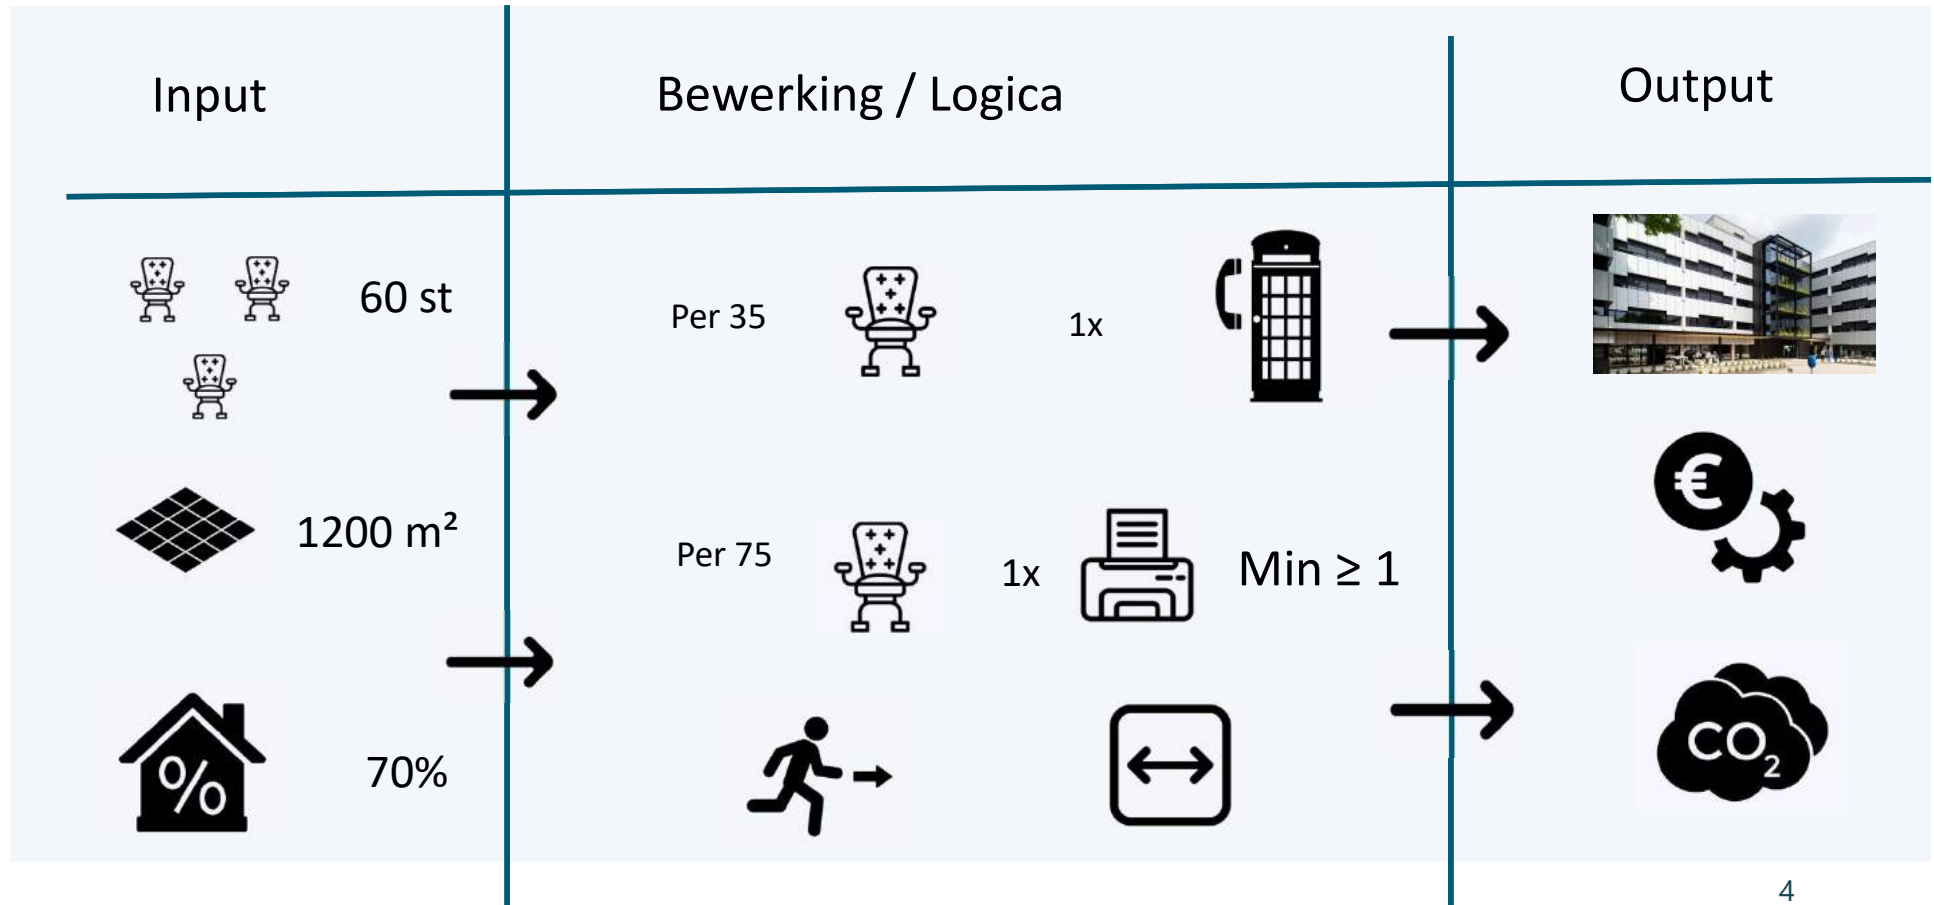 Input
Bewerking / Logica
Output
60 st
1200 m²
%
70%
Per 35
1x
Per 75
1x
Min ≥ 1
€
CO₂
4